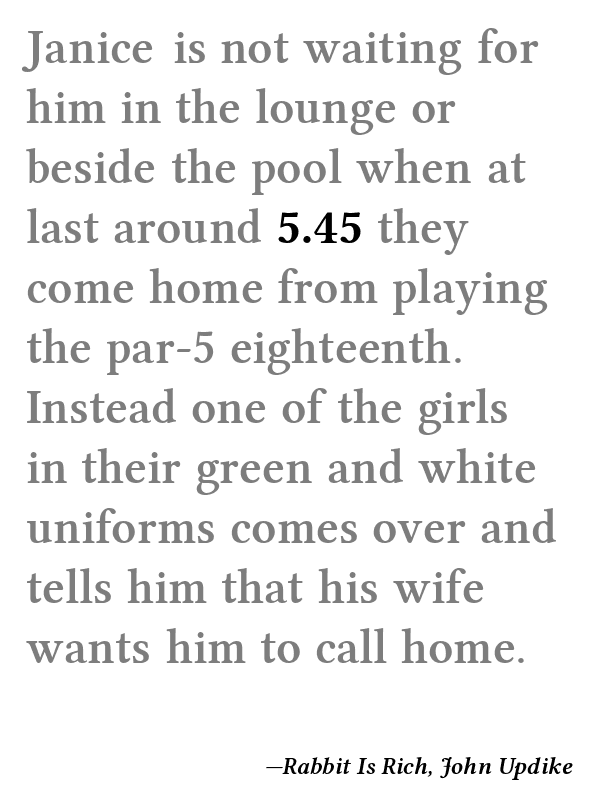 Janice is not waiting for
him in the lounge or
beside the pool when at
last around 5.45 they
come home from playing
the par-5 eighteenth.
Instead one of the girls
in their green and white
uniforms comes over and
tells him that his wife
wants him to call home.
—Rabbit Is Rich, John Updike